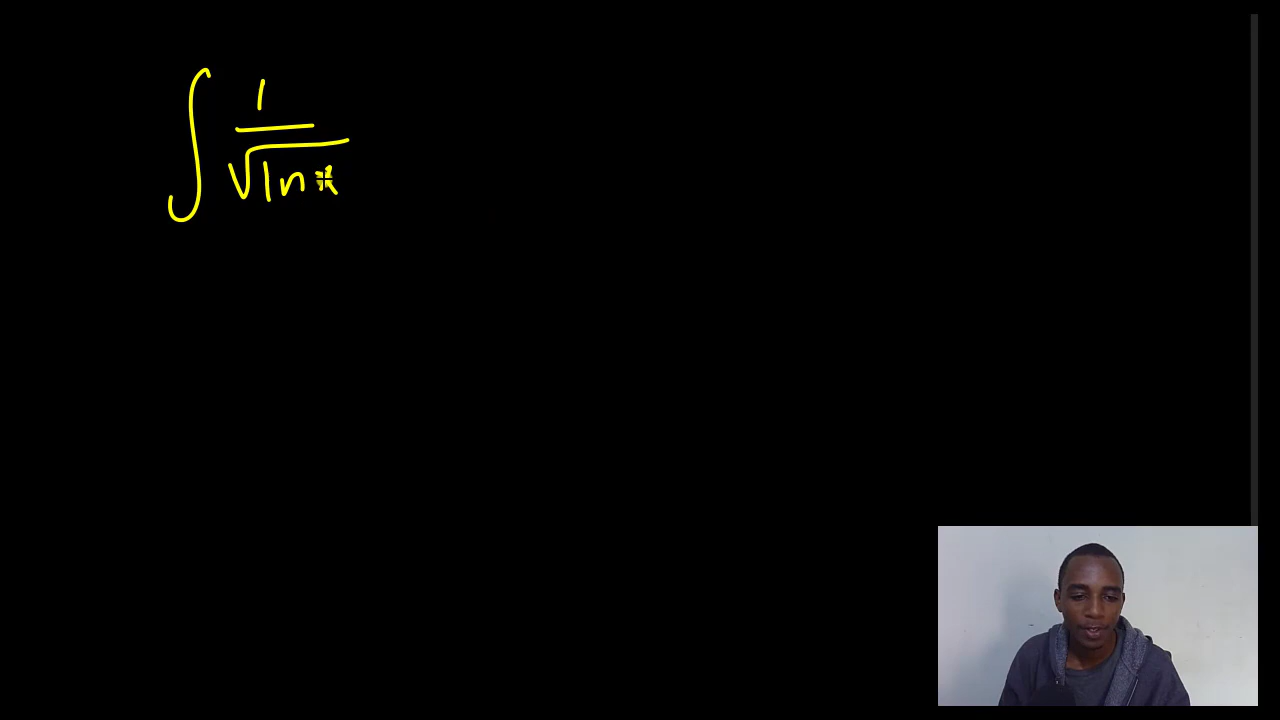 ∫ 1/√(ln x)